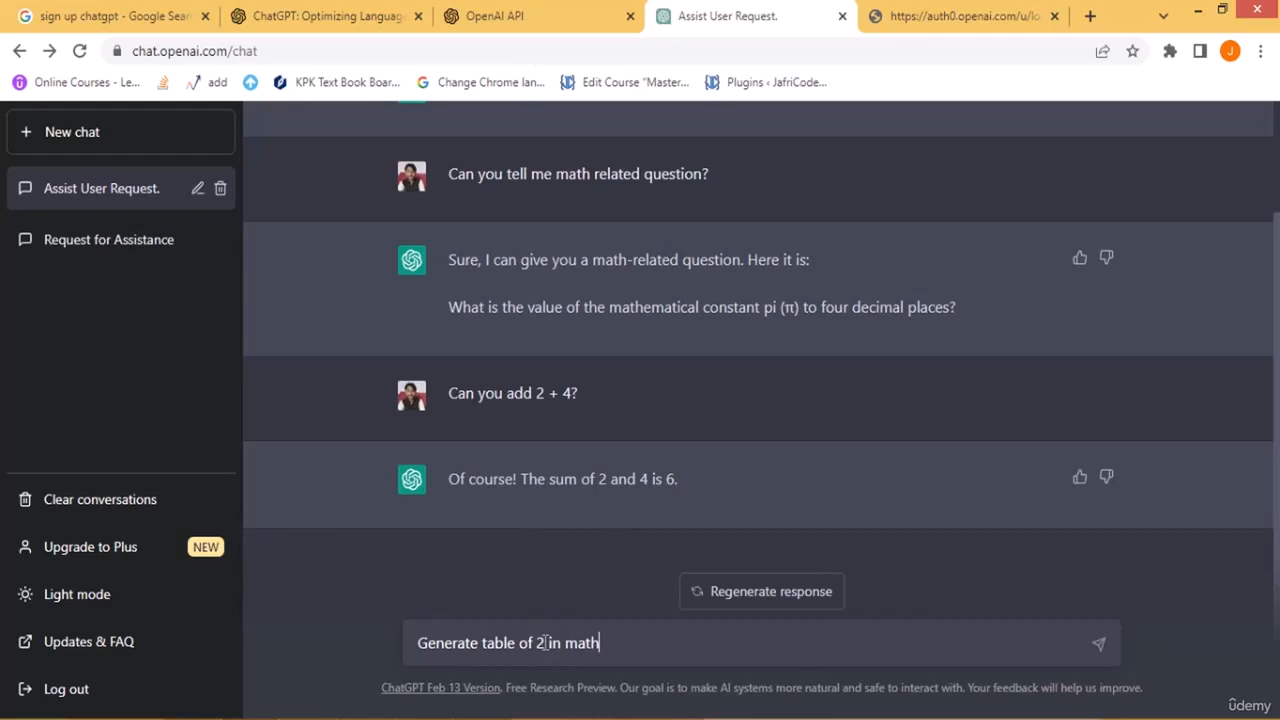 sign up chatgpt - Google Sear
ChatGPT: Optimizing Language
OpenAI API
Assist User Request.
https://auth0.openai.com/u/lo
chat.openai.com/chat
J
Online Courses - Le...
add
KPK Text Book Boar...
Change Chrome lan...
Edit Course "Master...
Plugins ‹ JafriCode...
+ New chat
Assist User Request.
Request for Assistance
Can you tell me math related question?
Sure, I can give you a math-related question. Here it is:
What is the value of the mathematical constant pi (π) to four decimal places?
Can you add 2 + 4?
Of course! The sum of 2 and 4 is 6.
Clear conversations
Upgrade to Plus NEW
Light mode
Updates & FAQ
Log out
Regenerate response
Generate table of 2 in math
ChatGPT Feb 13 Version. Free Research Preview. Our goal is to make AI systems more natural and safe to interact with. Your feedback will help us improve.
ûdemy